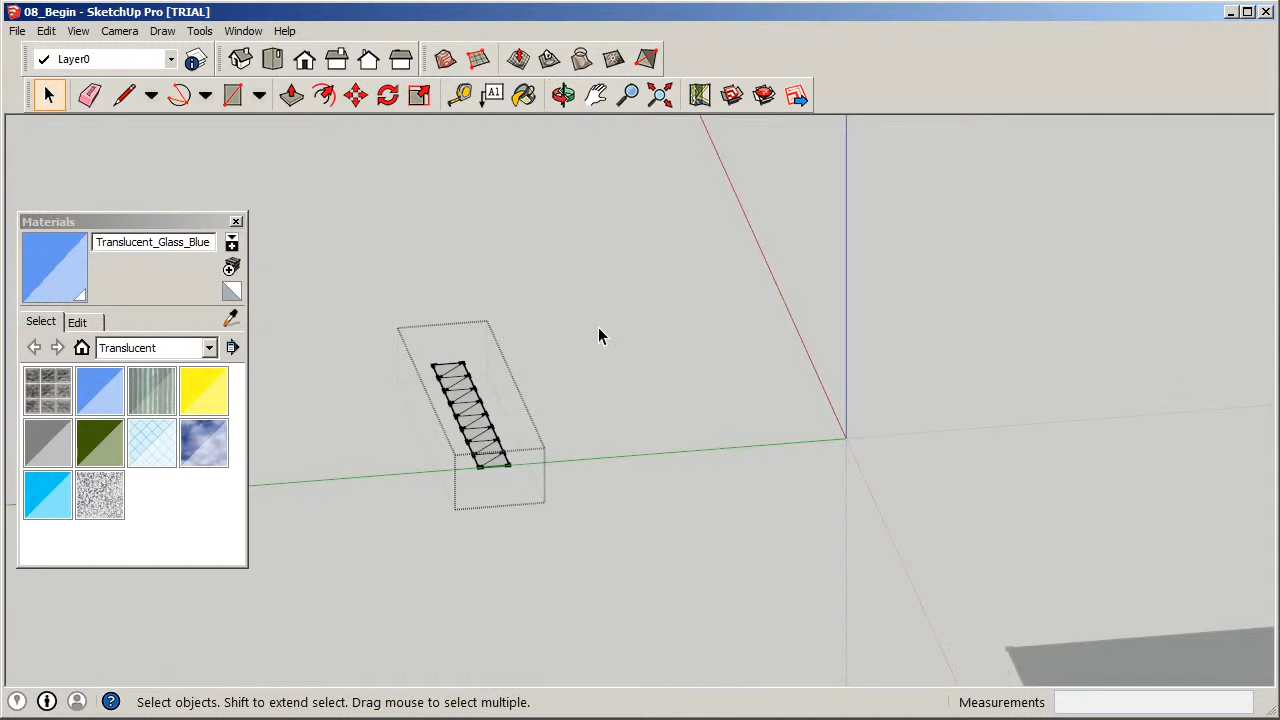 08_Begin - SketchUp Pro [TRIAL]
File Edit View Camera Draw Tools Window Help
Layer0
A1
Materials
Translucent_Glass_Blue
Select Edit
Translucent
Select objects. Shift to extend select. Drag mouse to select multiple.
Measurements